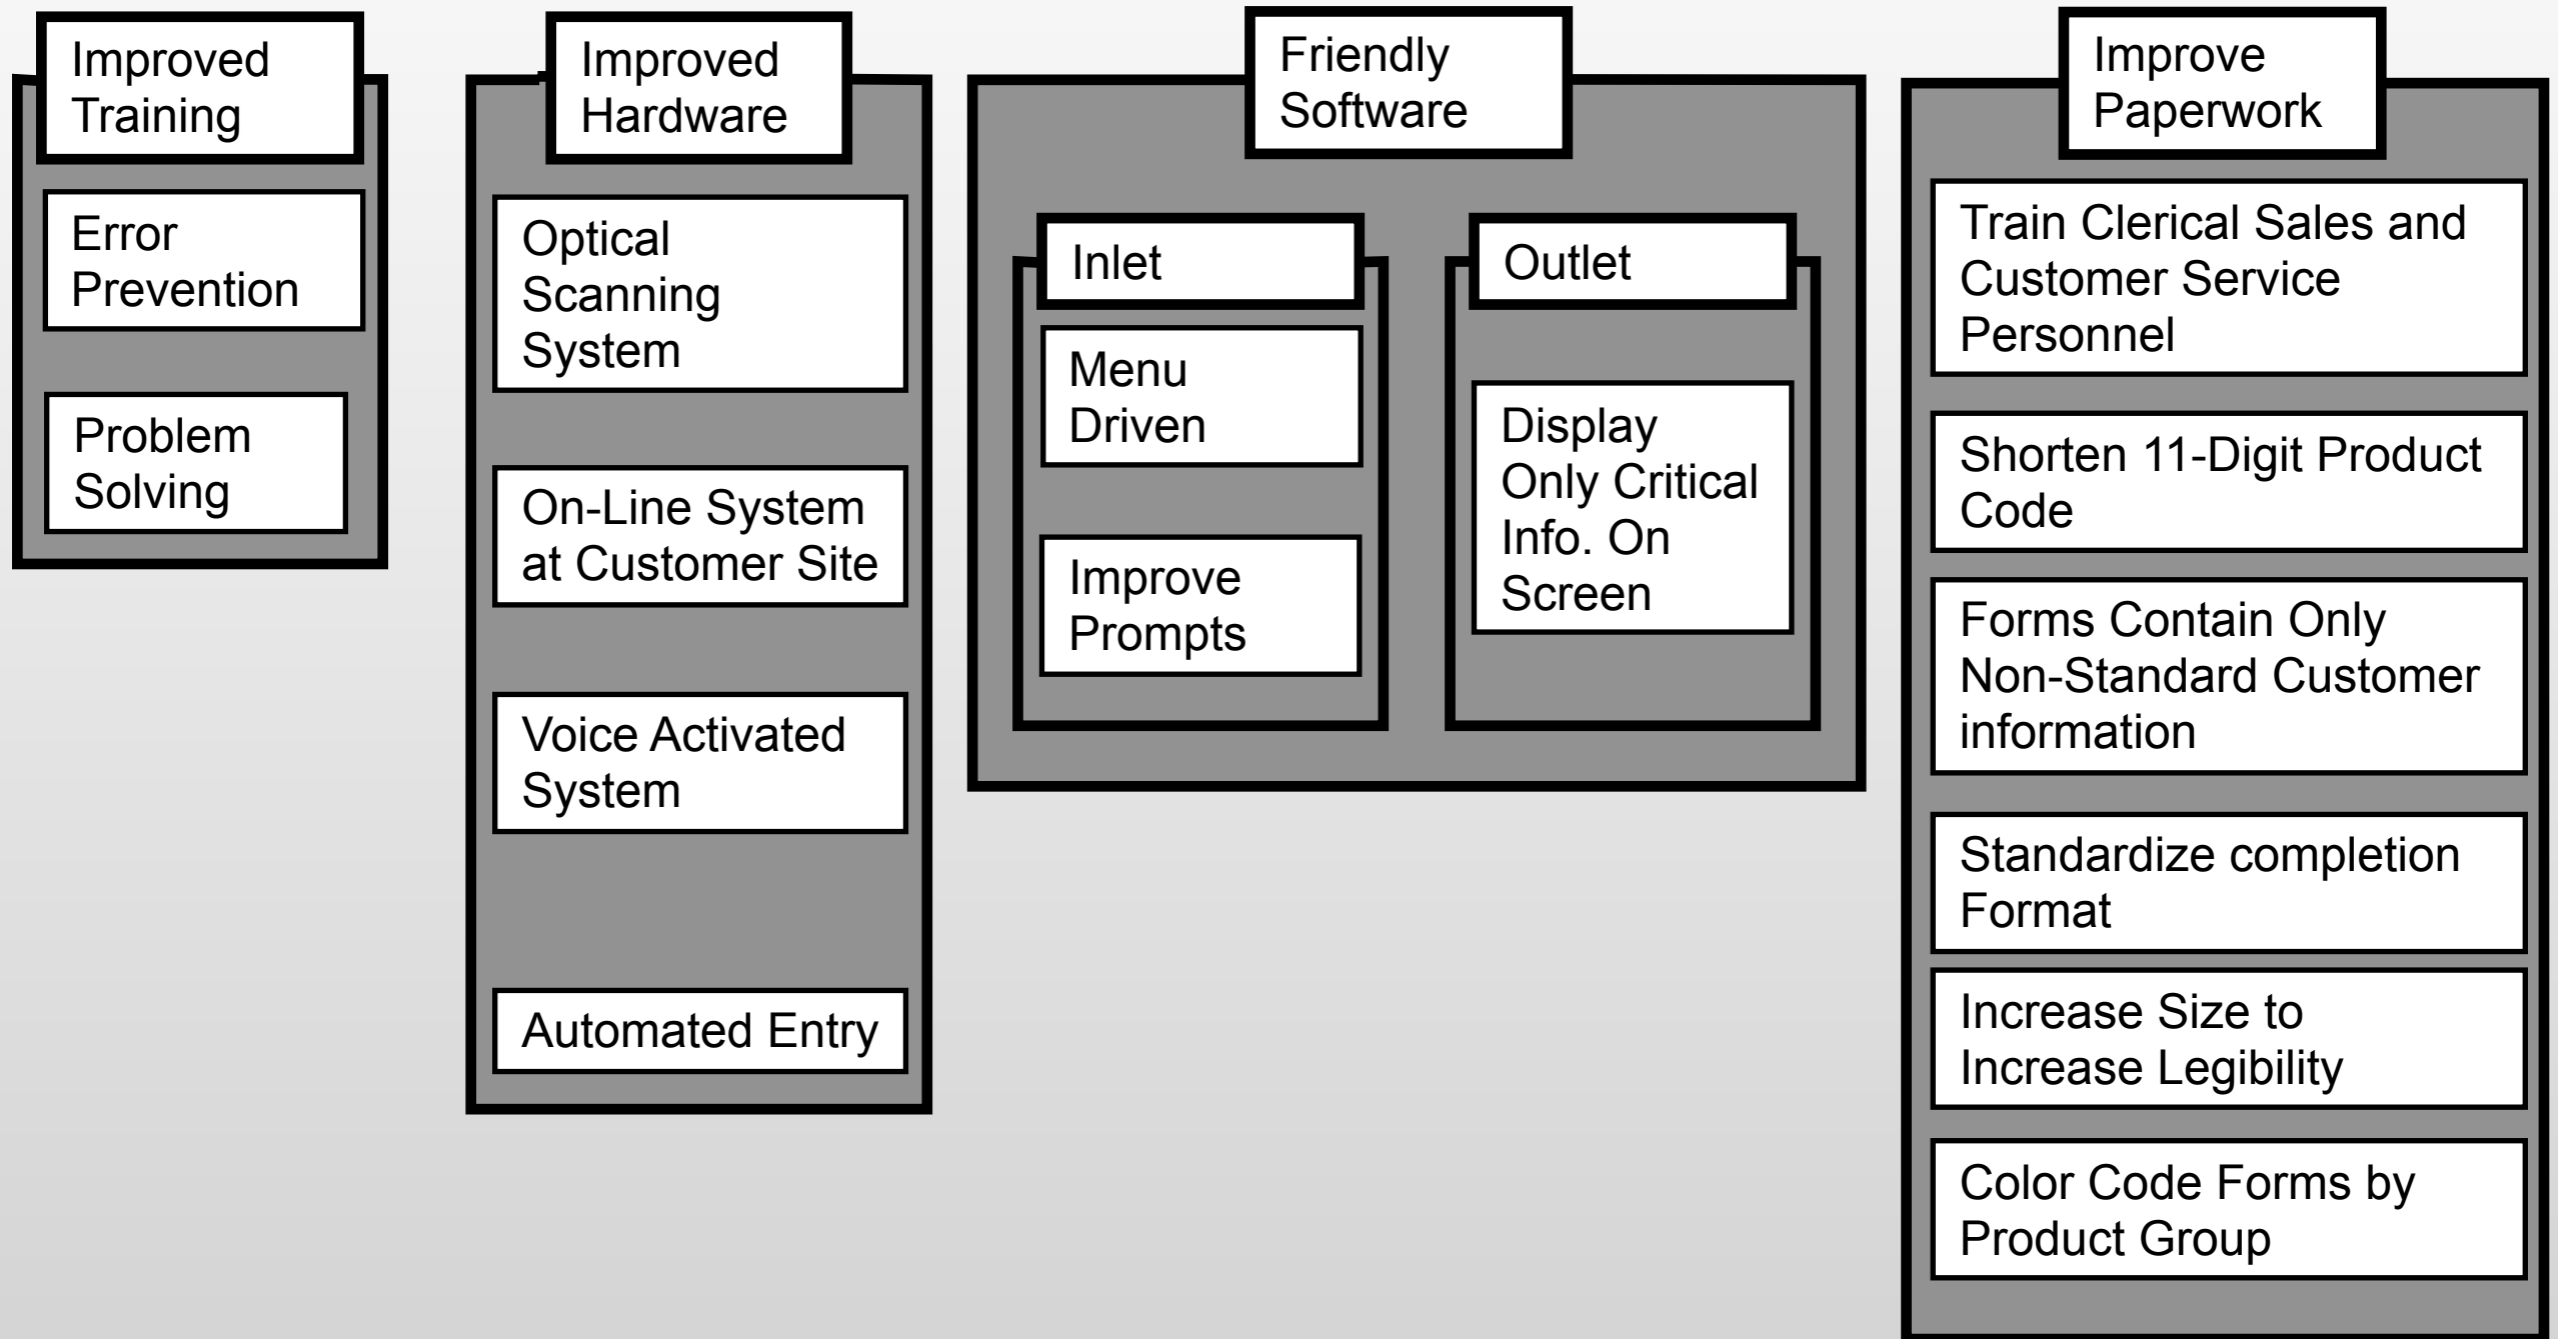 Improved
Training
Error
Prevention
Problem
Solving
Improved
Hardware
Optical
Scanning
System
On-Line System
at Customer Site
Voice Activated
System
Automated Entry
Friendly
Software
Inlet
Menu
Driven
Improve
Prompts
Outlet
Display
Only Critical
Info. On
Screen
Improve
Paperwork
Train Clerical Sales and
Customer Service
Personnel
Shorten 11-Digit Product
Code
Forms Contain Only
Non-Standard Customer
information
Standardize completion
Format
Increase Size to
Increase Legibility
Color Code Forms by
Product Group